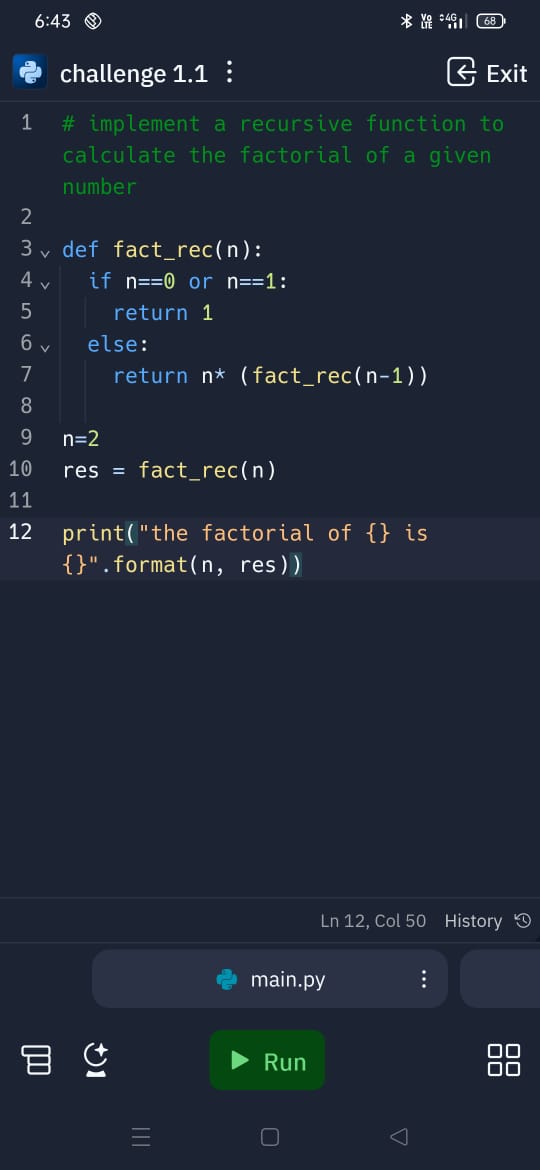 6:43 Vo LTE 4G 68
challenge 1.1 Exit
1 # implement a recursive function to
calculate the factorial of a given
number
2
3 def fact_rec(n):
4 if n==0 or n==1:
5 return 1
6 else:
7 return n* (fact_rec(n-1))
8
9 n=2
10 res = fact_rec(n)
11
12 print("the factorial of {} is
{}".format(n, res))
Ln 12, Col 50 History
main.py
Run